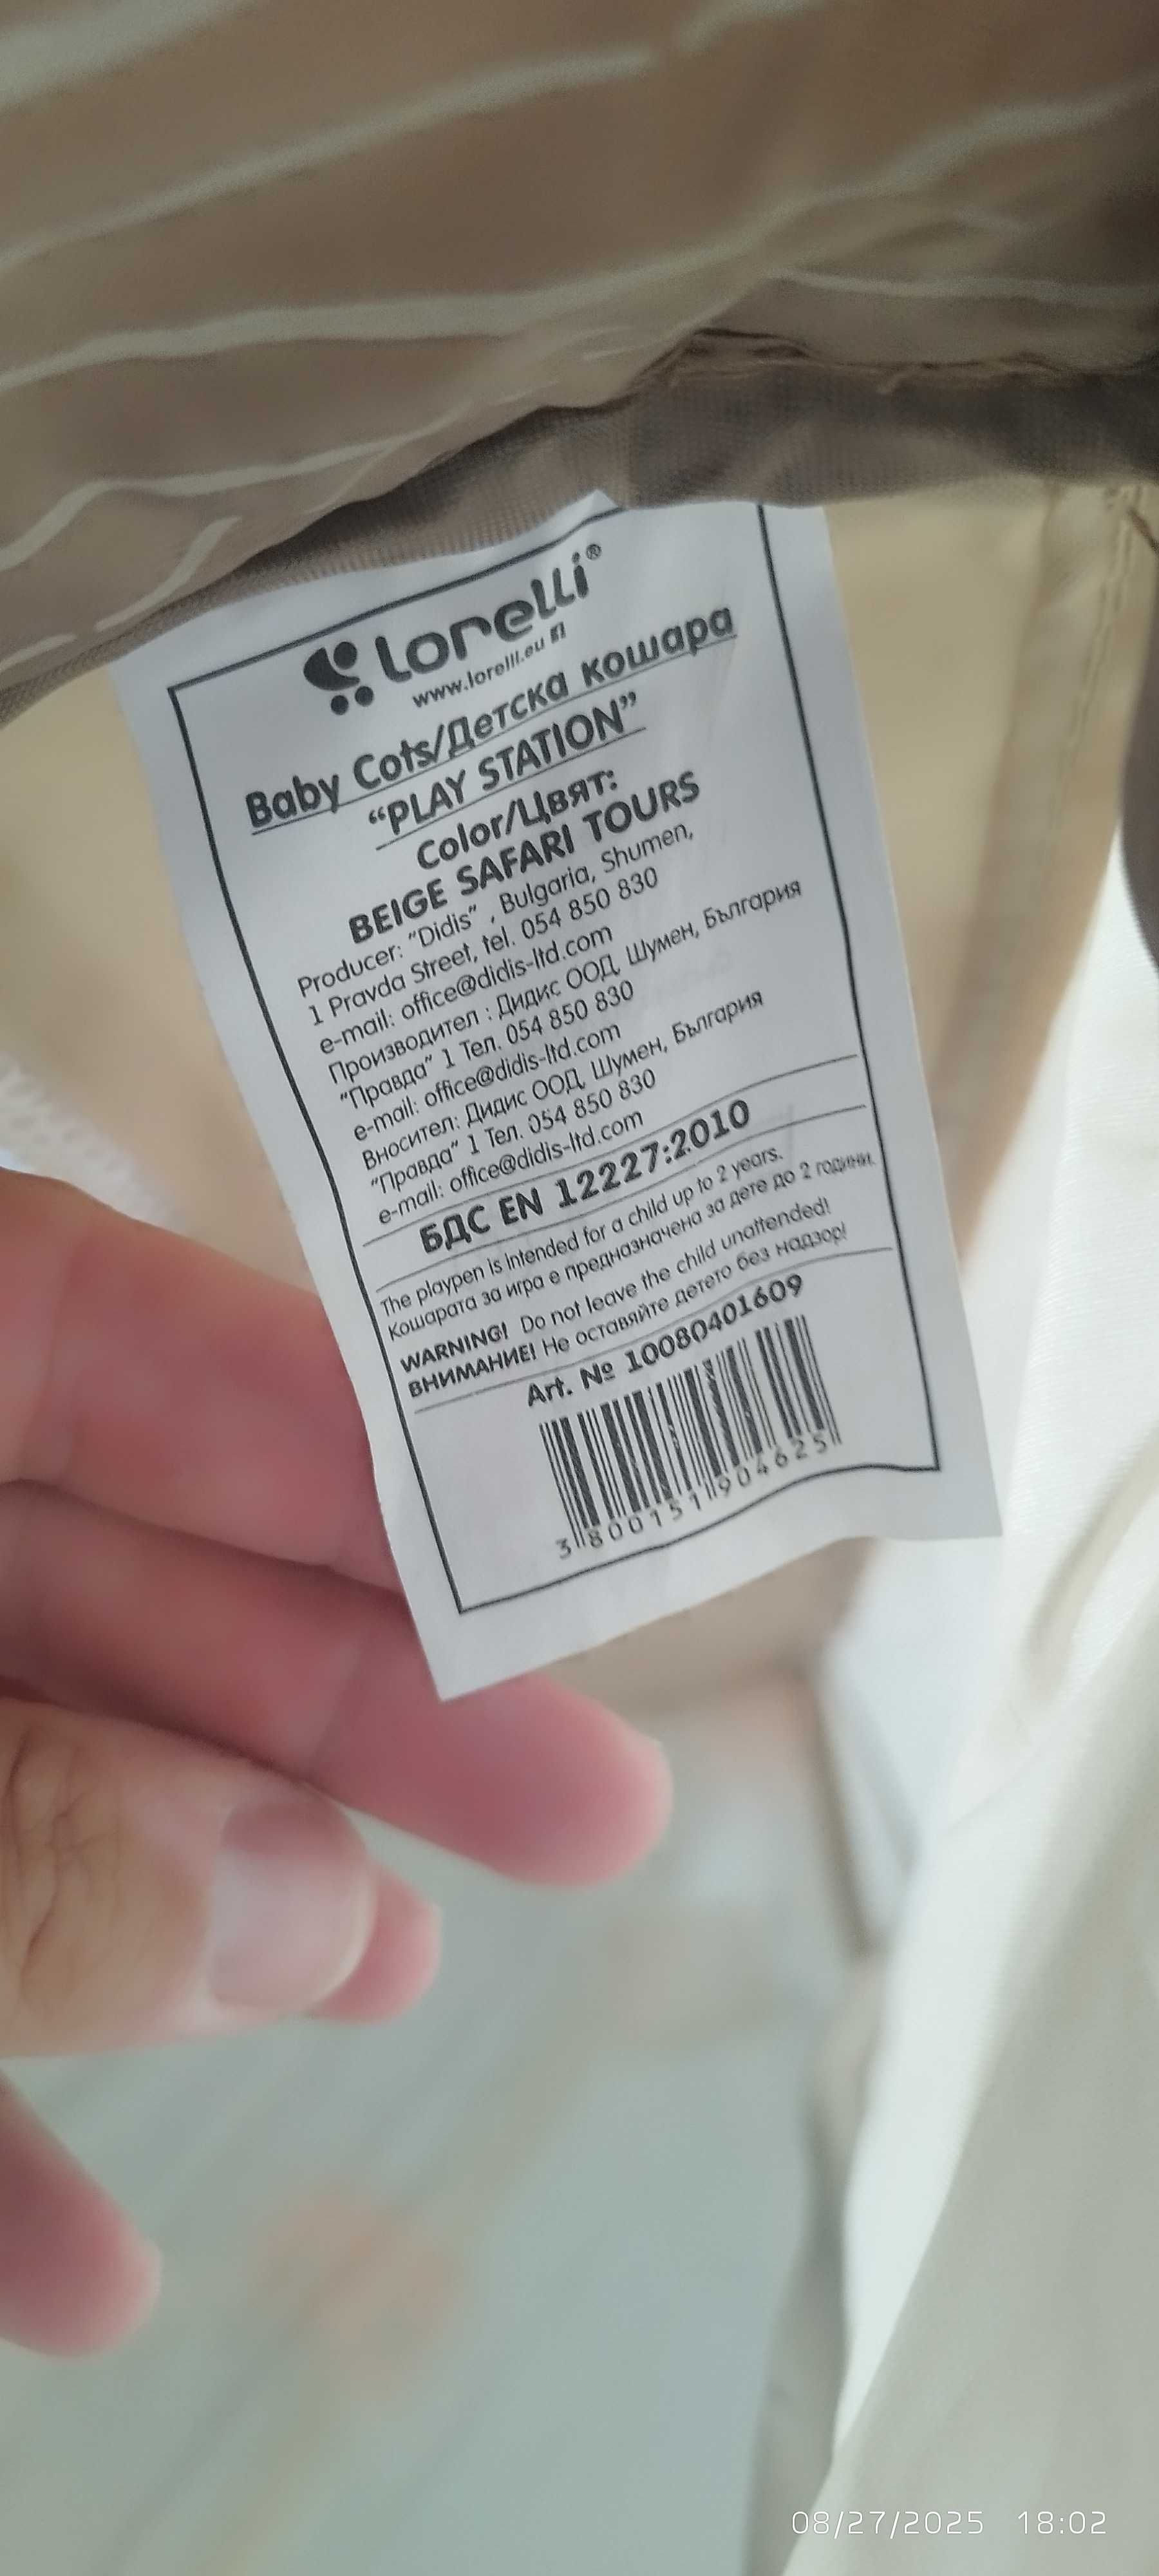 lorelli®
www.lorelli.eu
Baby Cots/Детска кошара
“PLAY STATION”
Color/Цвят:
BEIGE SAFARI TOURS
Producer: "Didis" , Bulgaria, Shumen,
1 Pravda Street, tel. 054 850 830
e-mail: office@didis-ltd.com
Производител : Дидис ООД, Шумен, България
"Правда" 1 Тел. 054 850 830
e-mail: office@didis-ltd.com
Вносител: Дидис ООД, Шумен, България
"Правда" 1 Тел. 054 850 830
e-mail: office@didis-ltd.com
БДС EN 12227:2010
The playpen is intended for a child up to 2 years.
Кошарата за игра е предназначена за дете до 2 години.
WARNING! Do not leave the child unattended!
ВНИМАНИЕ! Не оставяйте детето без надзор!
Art. № 10080401609
3 800151 904625
08/27/2025 18:02